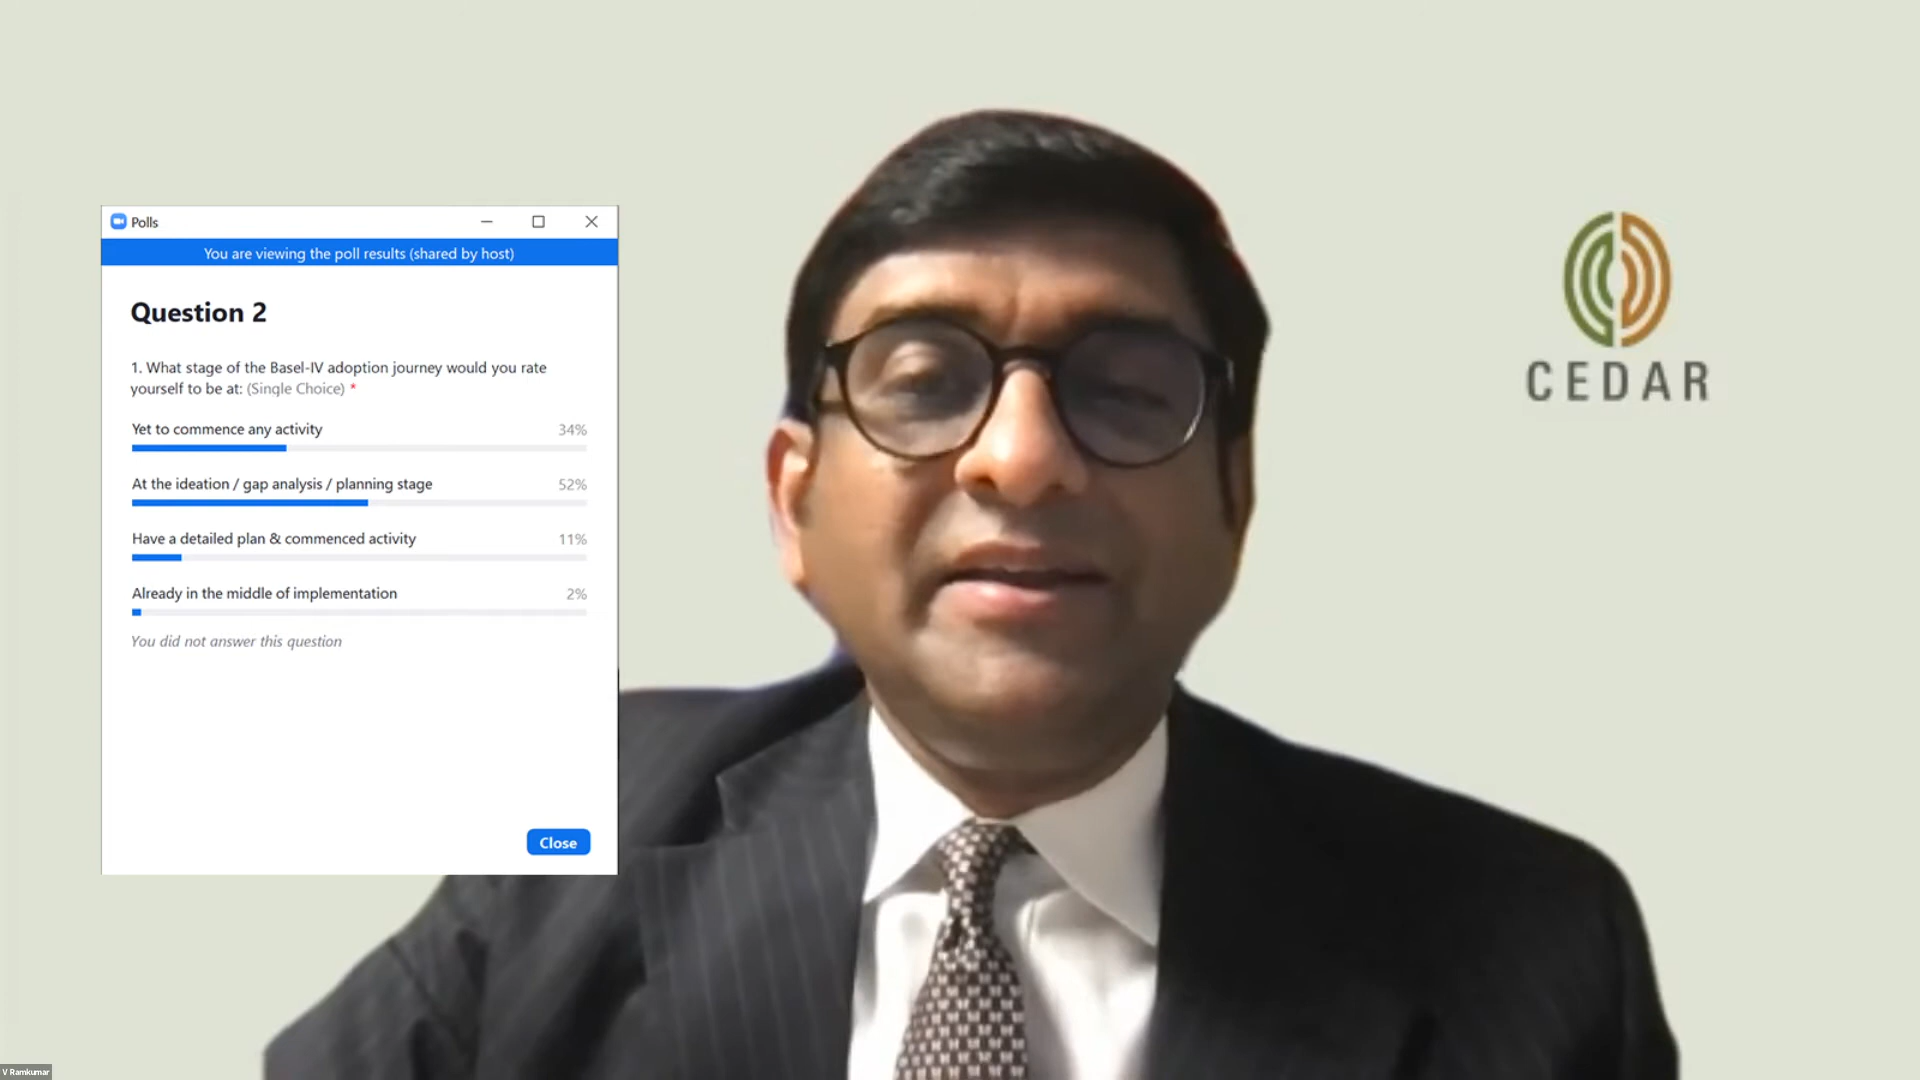 Polls
You are viewing the poll results (shared by host)
Question 2
1. What stage of the Basel-IV adoption journey would you rate
yourself to be at: (Single Choice) *
Yet to commence any activity 34%
At the ideation / gap analysis / planning stage 52%
Have a detailed plan & commenced activity 11%
Already in the middle of implementation 2%
You did not answer this question
Close
CEDAR
V Ramkumar